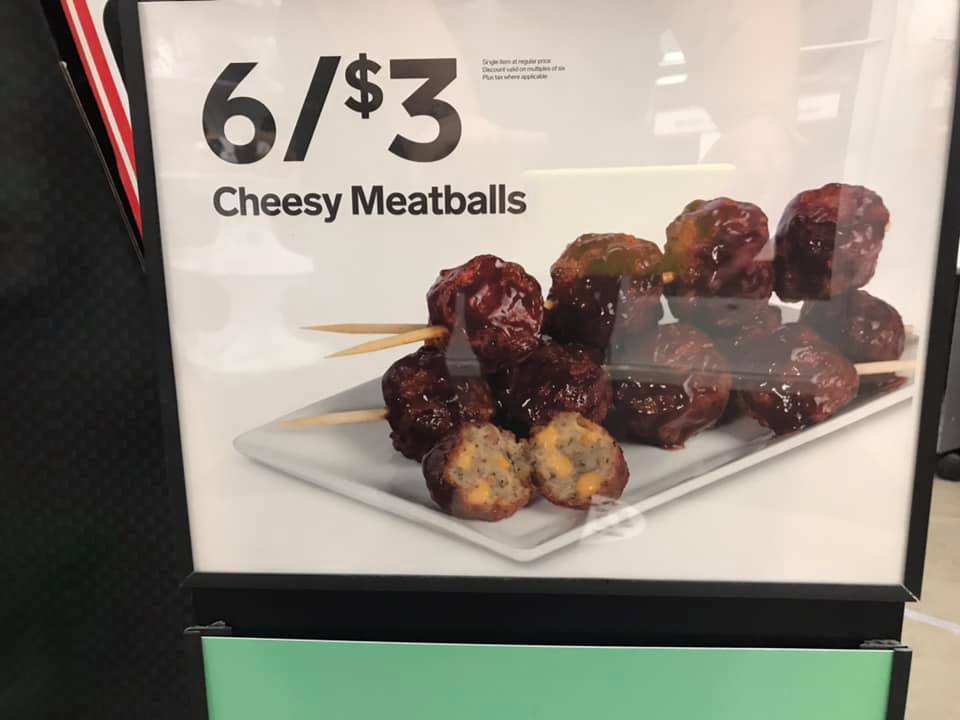 6/$3
Single item at regular price
Discount valid on multiples of six
Plus tax where applicable
Cheesy Meatballs